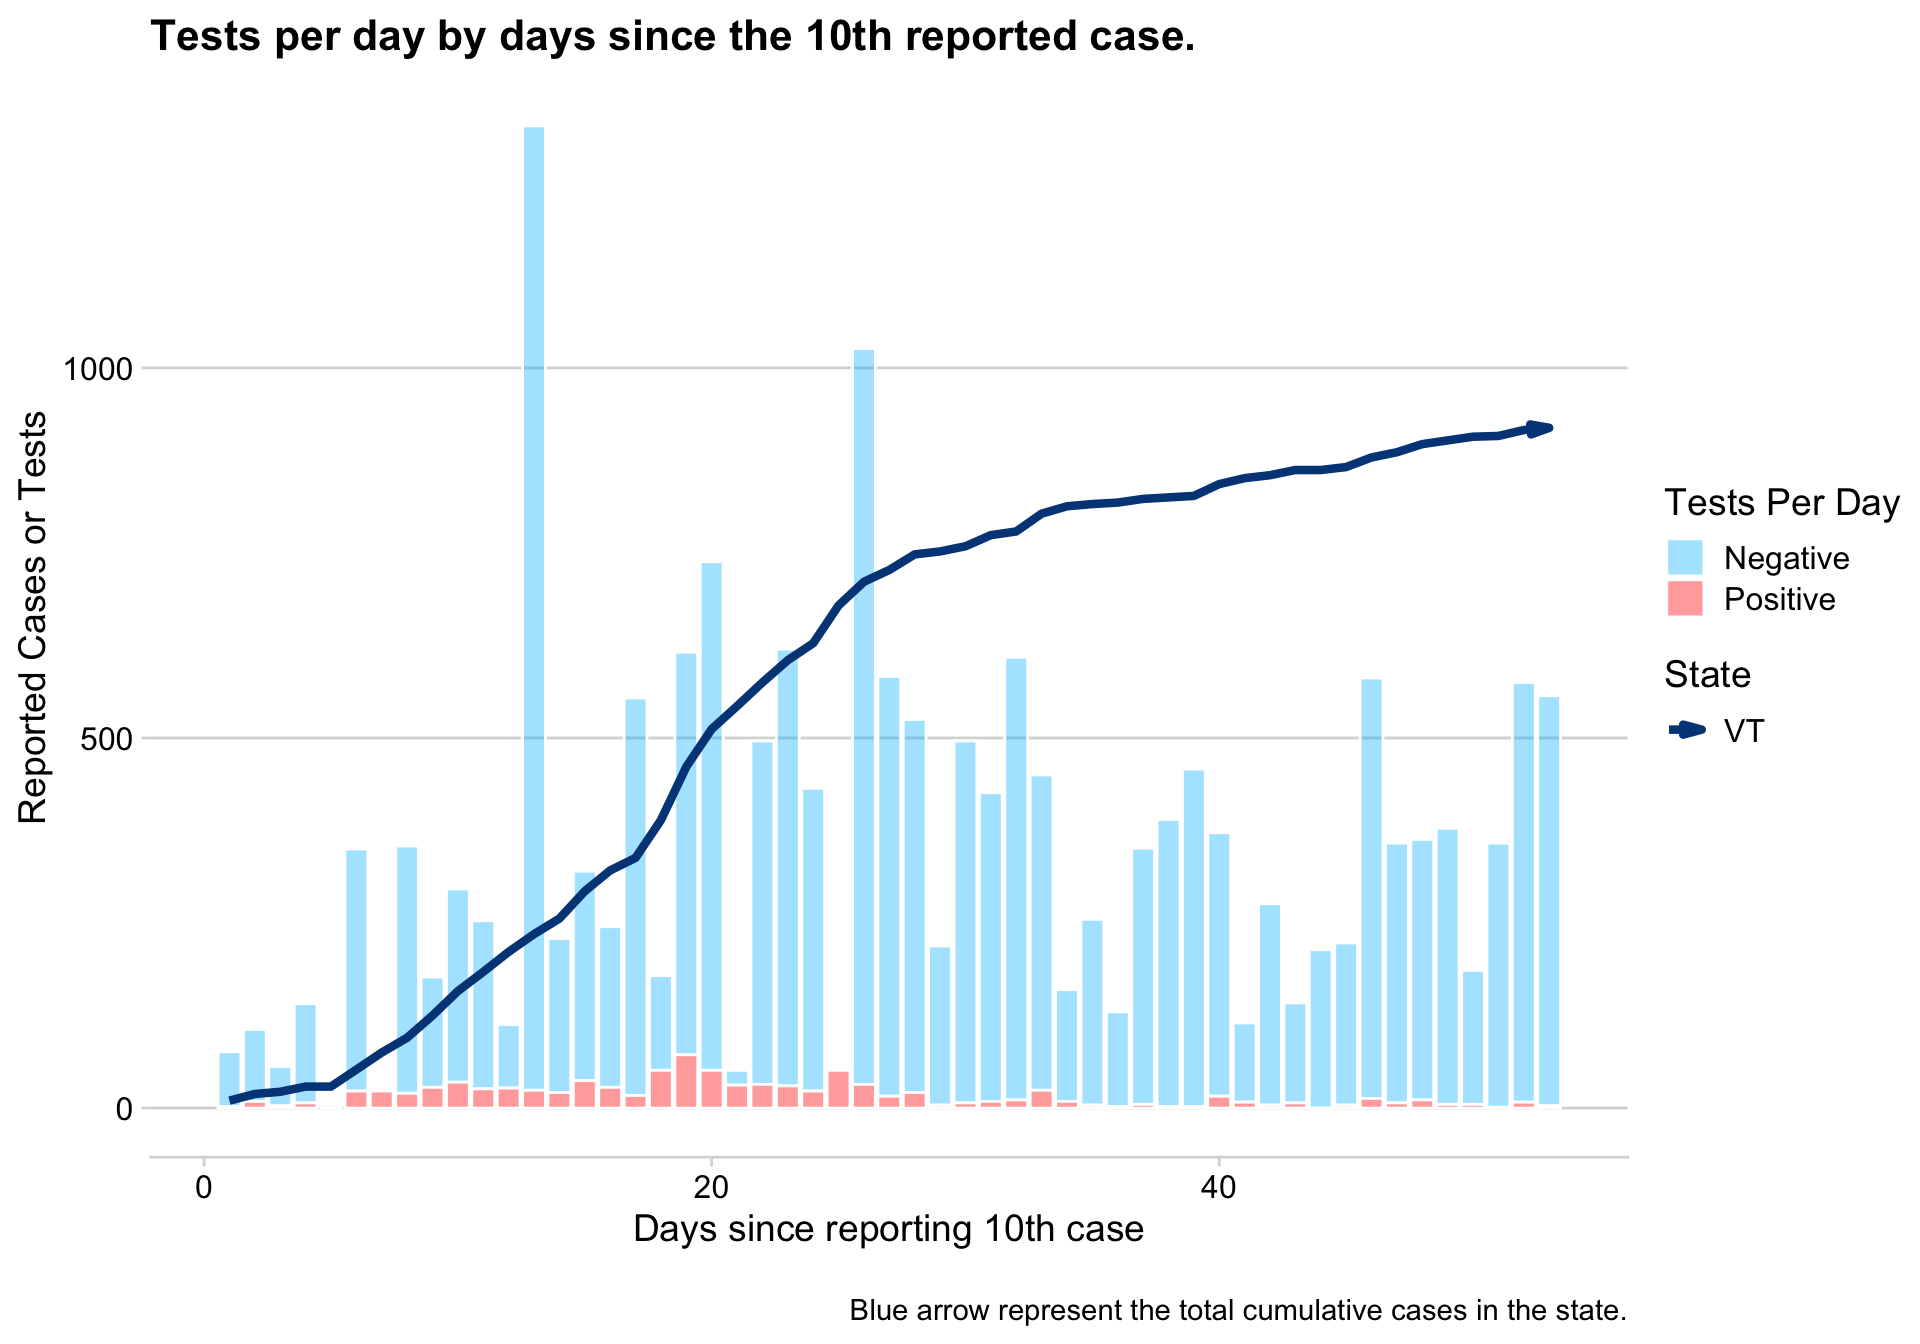 Tests per day by days since the 10th reported case.
Reported Cases or Tests
1000
500
0
0
20
40
Days since reporting 10th case
Tests Per Day
Negative
Positive
State
VT
Blue arrow represent the total cumulative cases in the state.